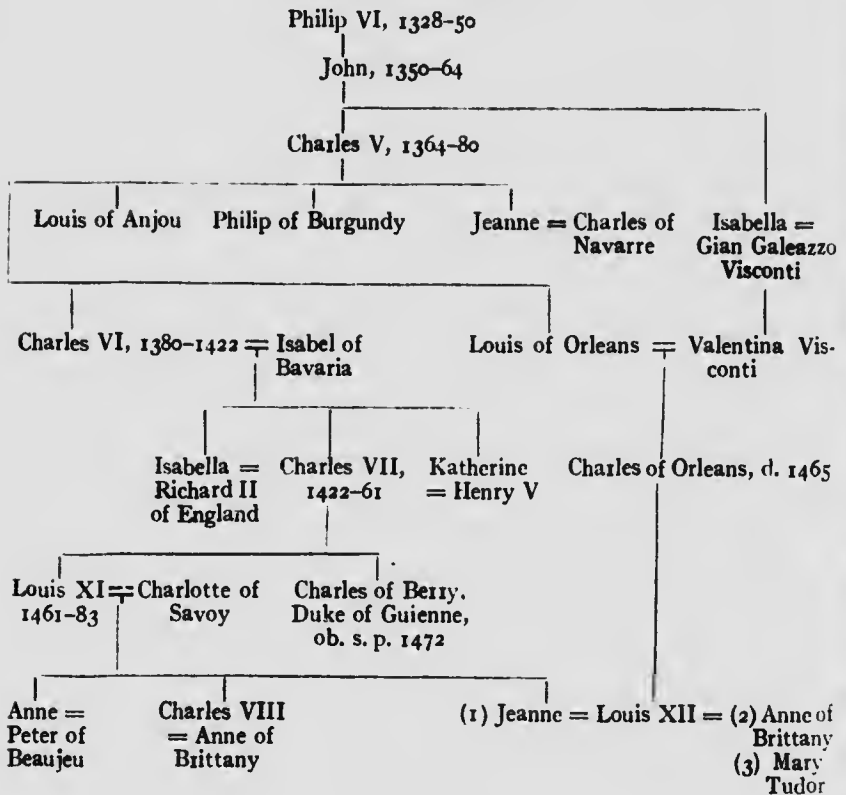 Philip VI, 1328-50
John, 1350-64
Charles V, 1364-80
Louis of Anjou
Philip of Burgundy
Jeanne = Charles of
Navarre
Isabella =
Gian Galeazzo
Visconti
Charles VI, 1380-1422 = Isabel of
Bavaria
Louis of Orleans = Valentina Vis-
conti
Isabella =
Richard II
of England
Charles VII,
1422-61
Katherine
= Henry V
Charles of Orleans, d. 1465
Louis XI = Charlotte of
1461-83 Savoy
Charles of Berry.
Duke of Guienne,
ob. s. p. 1472
Anne =
Peter of
Beaujeu
Charles VIII
= Anne of
Brittany
(1) Jeanne = Louis XII = (2) Anne of
Brittany
(3) Mary
Tudor